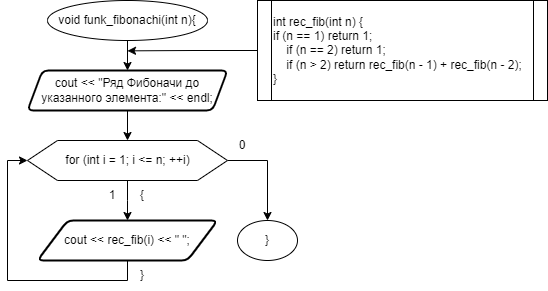 void funk_fibonachi(int n){
int rec_fib(int n) {
if (n == 1) return 1;
if (n == 2) return 1;
if (n > 2) return rec_fib(n - 1) + rec_fib(n - 2);
}
cout << "Ряд Фибоначи до
указанного элемента:" << endl;
for (int i = 1; i <= n; ++i)
0
1 {
cout << rec_fib(i) << " ";
}
}